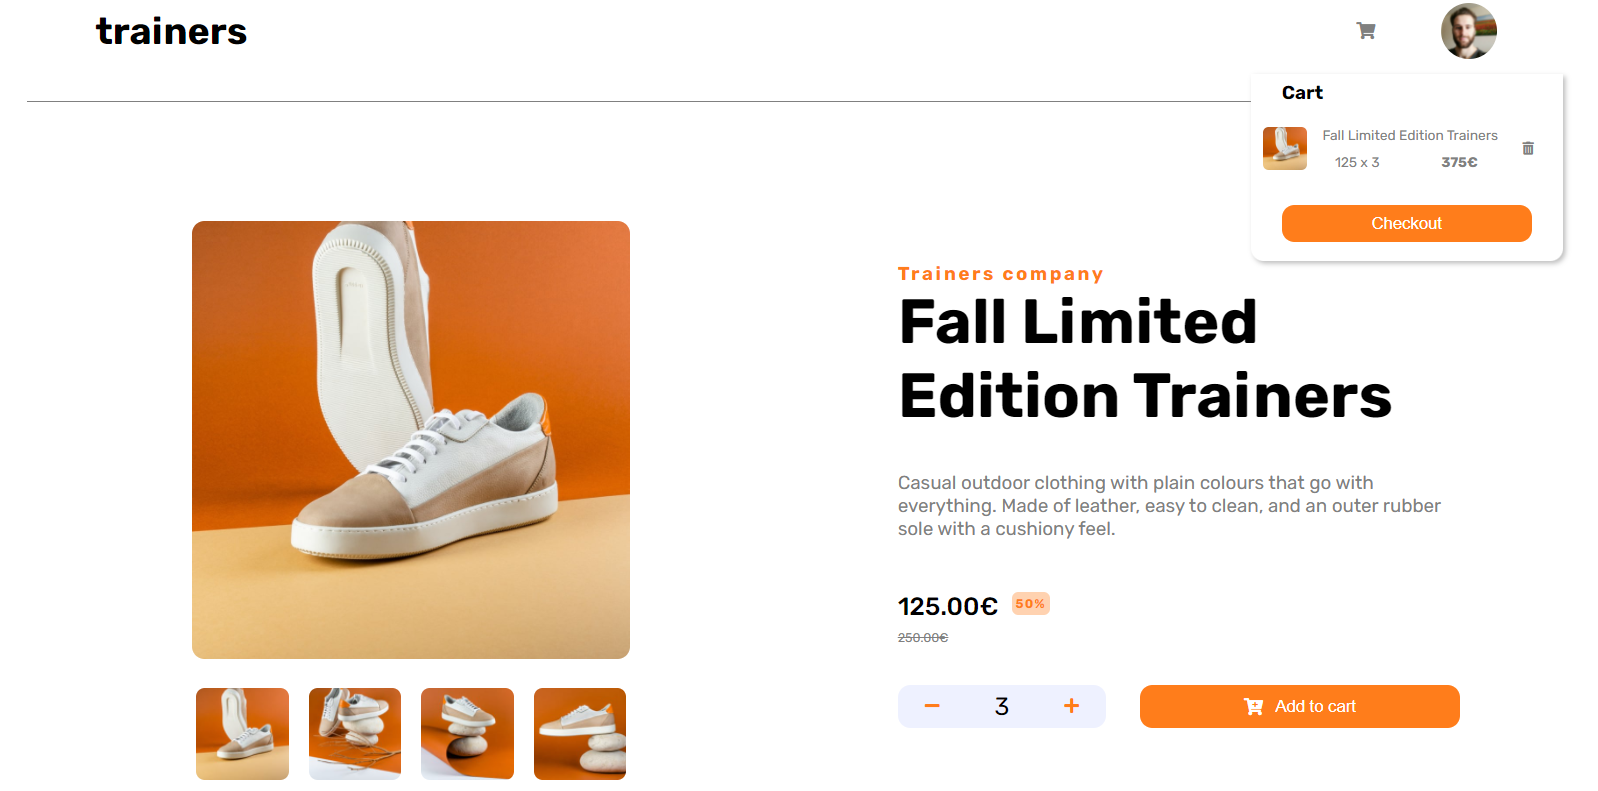 trainers
Cart
Fall Limited Edition Trainers
125 x 3 375€
Checkout
Trainers company
Fall Limited
Edition Trainers
Casual outdoor clothing with plain colours that go with
everything. Made of leather, easy to clean, and an outer rubber
sole with a cushiony feel.
125.00€ 50%
250.00€
3
Add to cart